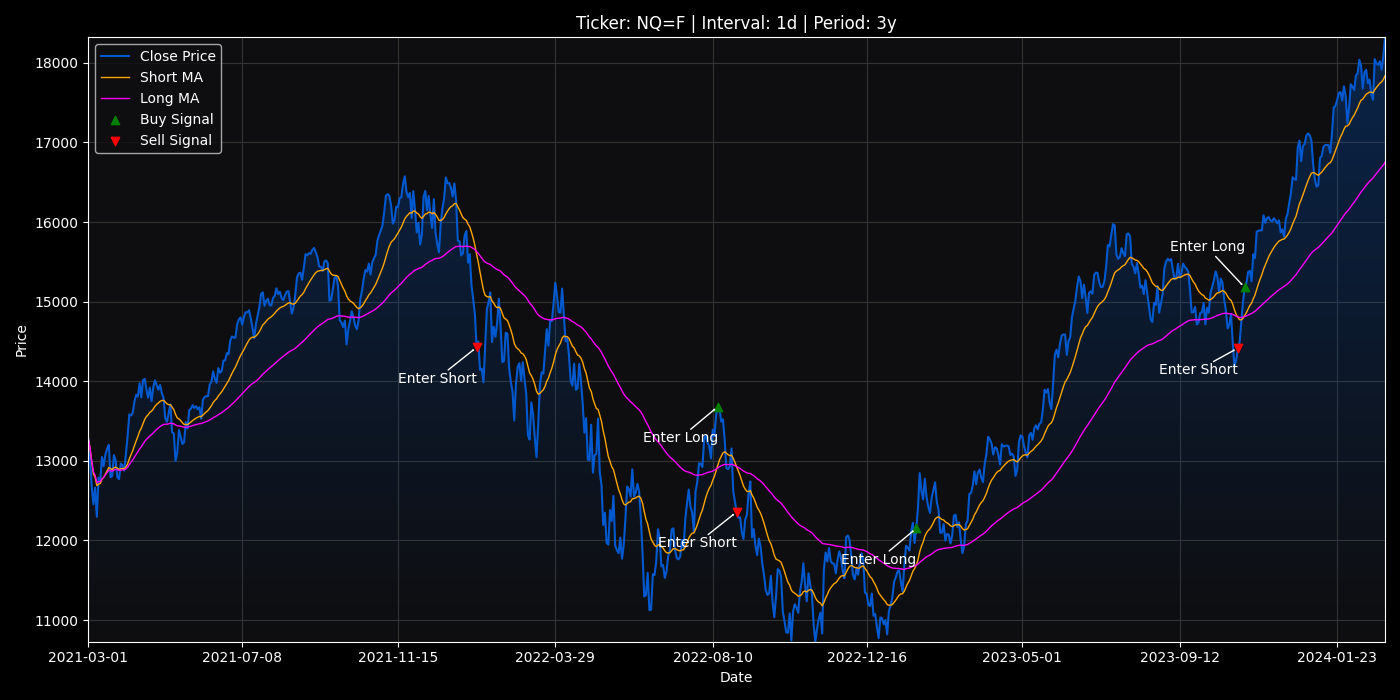 Ticker: NQ=F | Interval: 1d | Period: 3y
Close Price
Short MA
Long MA
Buy Signal
Sell Signal
18000
17000
16000
15000
14000
13000
12000
11000
Price
Enter Short
Enter Long
Enter Short
Enter Long
Enter Long
Enter Short
2021-03-01
2021-07-08
2021-11-15
2022-03-29
2022-08-10
2022-12-16
2023-05-01
2023-09-12
2024-01-23
Date